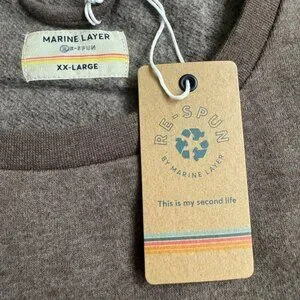 MARINE LAYER
RE-SPUN
XX-LARGE
RE-SPUN
BY MARINE LAYER
This is my second life